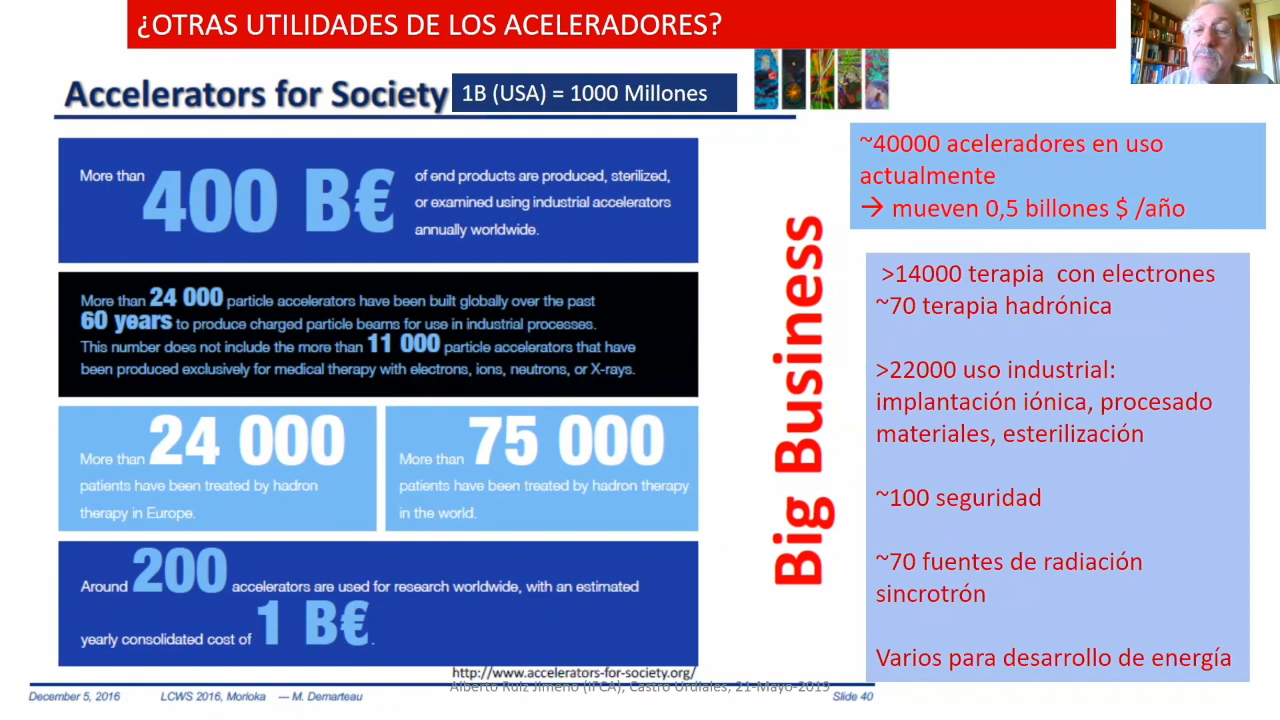 ¿OTRAS UTILIDADES DE LOS ACELERADORES?
Accelerators for Society
1B (USA) = 1000 Millones
More than 400 B€ of end products are produced, sterilized,
or examined using industrial accelerators
annually worldwide.
More than 24 000 particle accelerators have been built globally over the past
60 years to produce charged particle beams for use in industrial processes.
This number does not include the more than 11 000 particle accelerators that have
been produced exclusively for medical therapy with electrons, ions, neutrons, or X-rays.
More than 24 000
patients have been treated by hadron
therapy in Europe.
More than 75 000
patients have been treated by hadron therapy
in the world.
Around 200 accelerators are used for research worldwide, with an estimated
yearly consolidated cost of 1 B€.
Big Business
~40000 aceleradores en uso
actualmente
→ mueven 0,5 billones $ /año
>14000 terapia con electrones
~70 terapia hadrónica
>22000 uso industrial:
implantación iónica, procesado
materiales, esterilización
~100 seguridad
~70 fuentes de radiación
sincrotrón
Varios para desarrollo de energía
http://www.accelerators-for-society.org/
Alberto Ruiz Jimeno (IFCA), Castro Urdiales, 21-Mayo-2019
December 5, 2016 LCWS 2016, Morioka --- M. Demarteau Slide 40